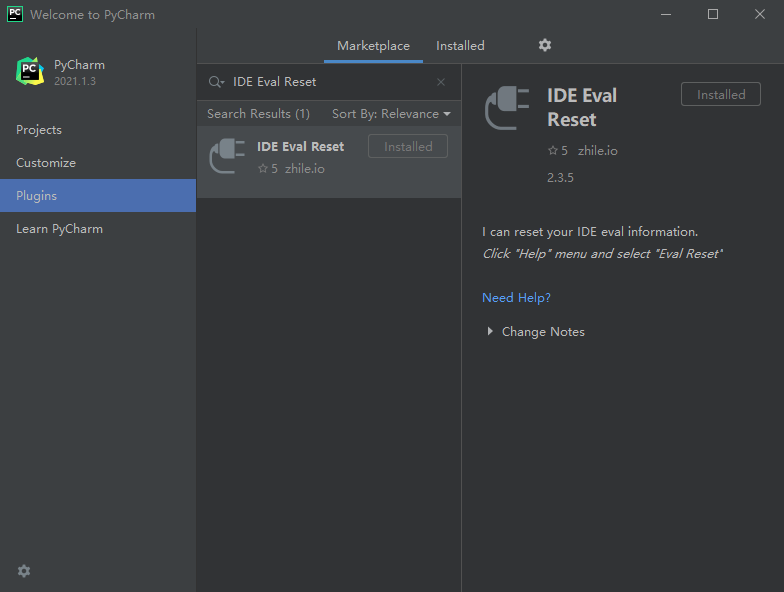 PC Welcome to PyCharm
PC
PyCharm
2021.1.3
Projects
Customize
Plugins
Learn PyCharm
Marketplace Installed
IDE Eval Reset
Search Results (1) Sort By: Relevance
IDE Eval Reset Installed
5 zhile.io
IDE Eval
Reset
Installed
5 zhile.io
2.3.5
I can reset your IDE eval information.
Click "Help" menu and select "Eval Reset"
Need Help?
Change Notes